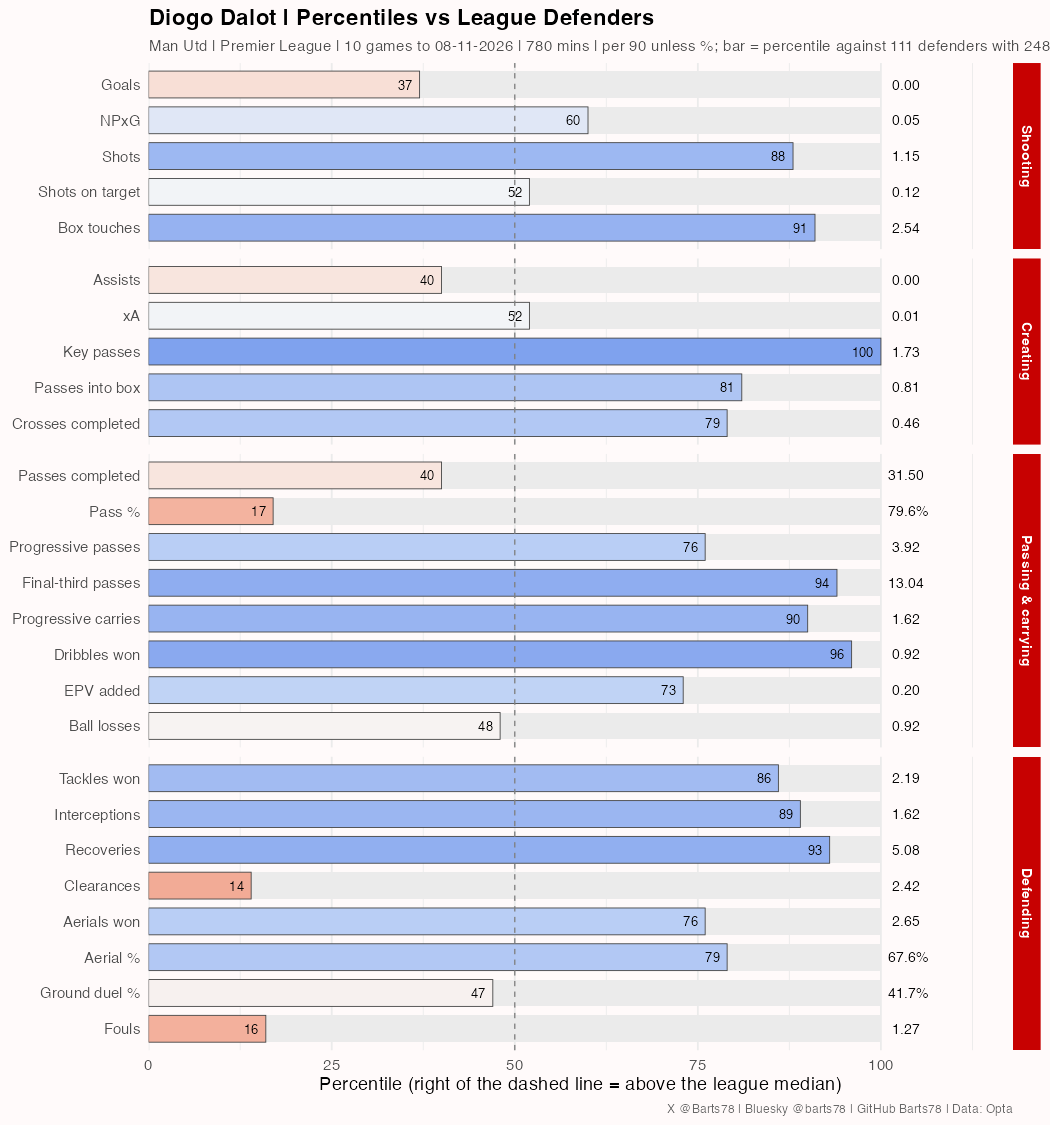 Diogo Dalot | Percentiles vs League Defenders
Man Utd | Premier League | 10 games to 08-11-2026 | 780 mins | per 90 unless %; bar = percentile against 111 defenders with 248
Goals 37 0.00
NPxG 60 0.05
Shots 88 1.15
Shots on target 52 0.12
Box touches 91 2.54
Shooting
Assists 40 0.00
xA 52 0.01
Key passes 100 1.73
Passes into box 81 0.81
Crosses completed 79 0.46
Creating
Passes completed 40 31.50
Pass % 17 79.6%
Progressive passes 76 3.92
Final-third passes 94 13.04
Progressive carries 90 1.62
Dribbles won 96 0.92
EPV added 73 0.20
Ball losses 48 0.92
Passing & carrying
Tackles won 86 2.19
Interceptions 89 1.62
Recoveries 93 5.08
Clearances 14 2.42
Aerials won 76 2.65
Aerial % 79 67.6%
Ground duel % 47 41.7%
Fouls 16 1.27
Defending
0 25 50 75 100
Percentile (right of the dashed line = above the league median)
X @Barts78 | Bluesky @barts78 | GitHub Barts78 | Data: Opta